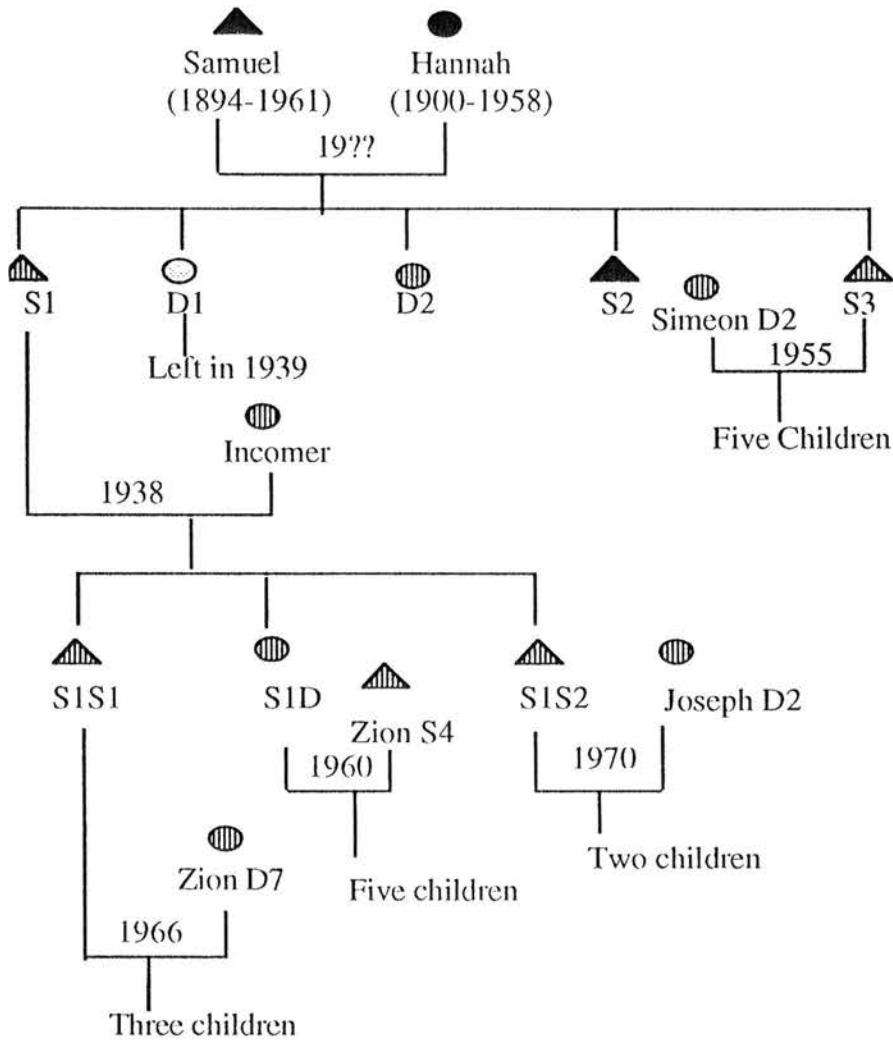 Samuel
(1894-1961)
Hannah
(1900-1958)
19??
S1
D1
D2
S2
Simeon D2
S3
Left in 1939
1955
Five Children
Incomer
1938
S1S1
S1D
Zion S4
S1S2
Joseph D2
1960
1970
Zion D7
Five children
Two children
1966
Three children